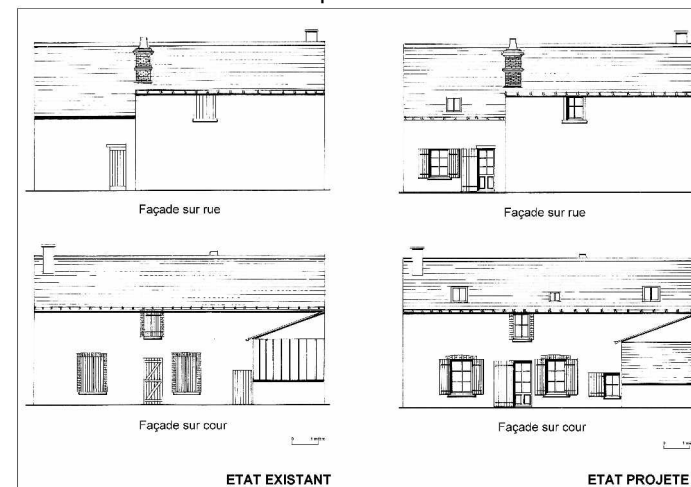 Façade sur rue
Façade sur rue
Façade sur cour
Façade sur cour
ETAT EXISTANT
ETAT PROJETE